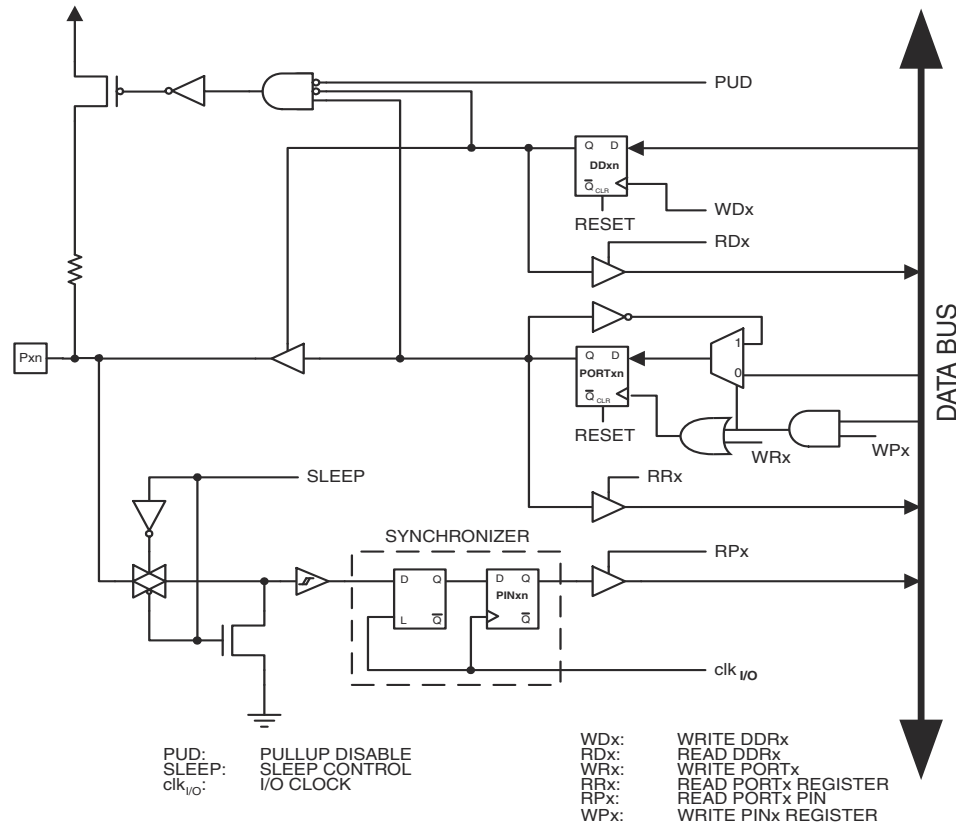 PUD
Q D
DDxn
Q
CLR
WDx
RESET
RDx
Pxn
1
Q D
PORTxn
0
Q
CLR
RESET
WRx
WPx
SLEEP
RRx
SYNCHRONIZER
RPx
D Q
D Q
PINxn
L Q
Q
clk I/O
DATA BUS
PUD: PULLUP DISABLE
SLEEP: SLEEP CONTROL
clkI/O: I/O CLOCK
WDx: WRITE DDRx
RDx: READ DDRx
WRx: WRITE PORTx
RRx: READ PORTx REGISTER
RPx: READ PORTx PIN
WPx: WRITE PINx REGISTER